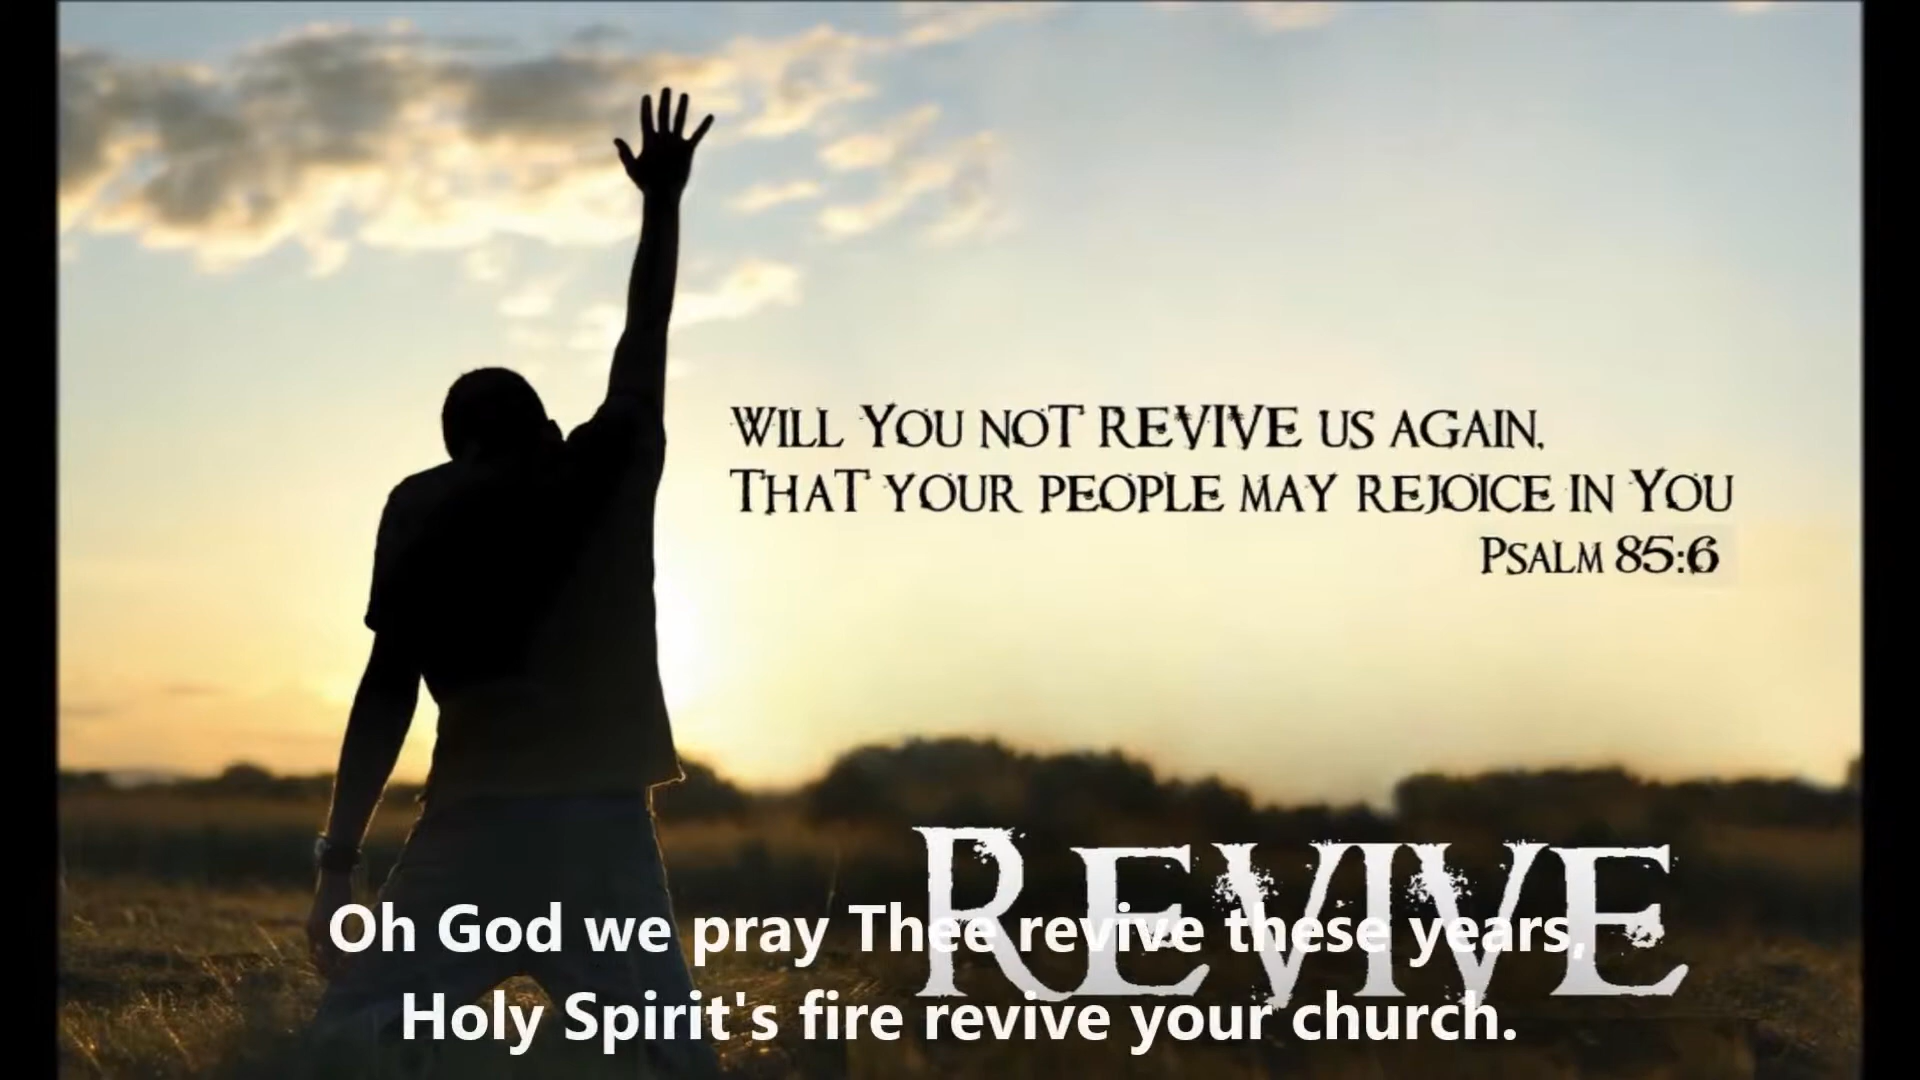 WILL YOU NOT REVIVE US AGAIN,
THAT YOUR PEOPLE MAY REJOICE IN YOU
PSALM 85:6
REVIVE
Oh God we pray Thee revive these years,
Holy Spirit's fire revive your church.